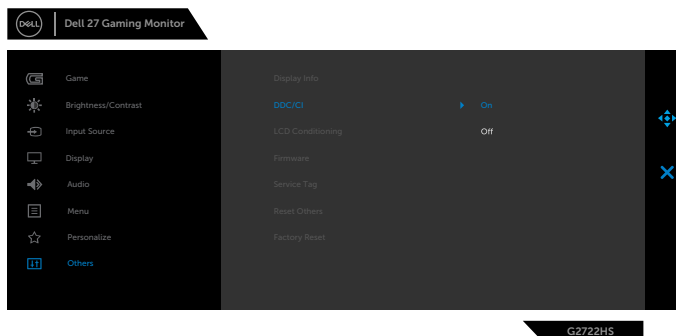 DELL
Dell 27 Gaming Monitor
Game
Brightness/Contrast
Input Source
Display
Audio
Menu
Personalize
Others
Display Info
DDC/CI
On
LCD Conditioning
Off
Firmware
Service Tag
Reset Others
Factory Reset
G2722HS